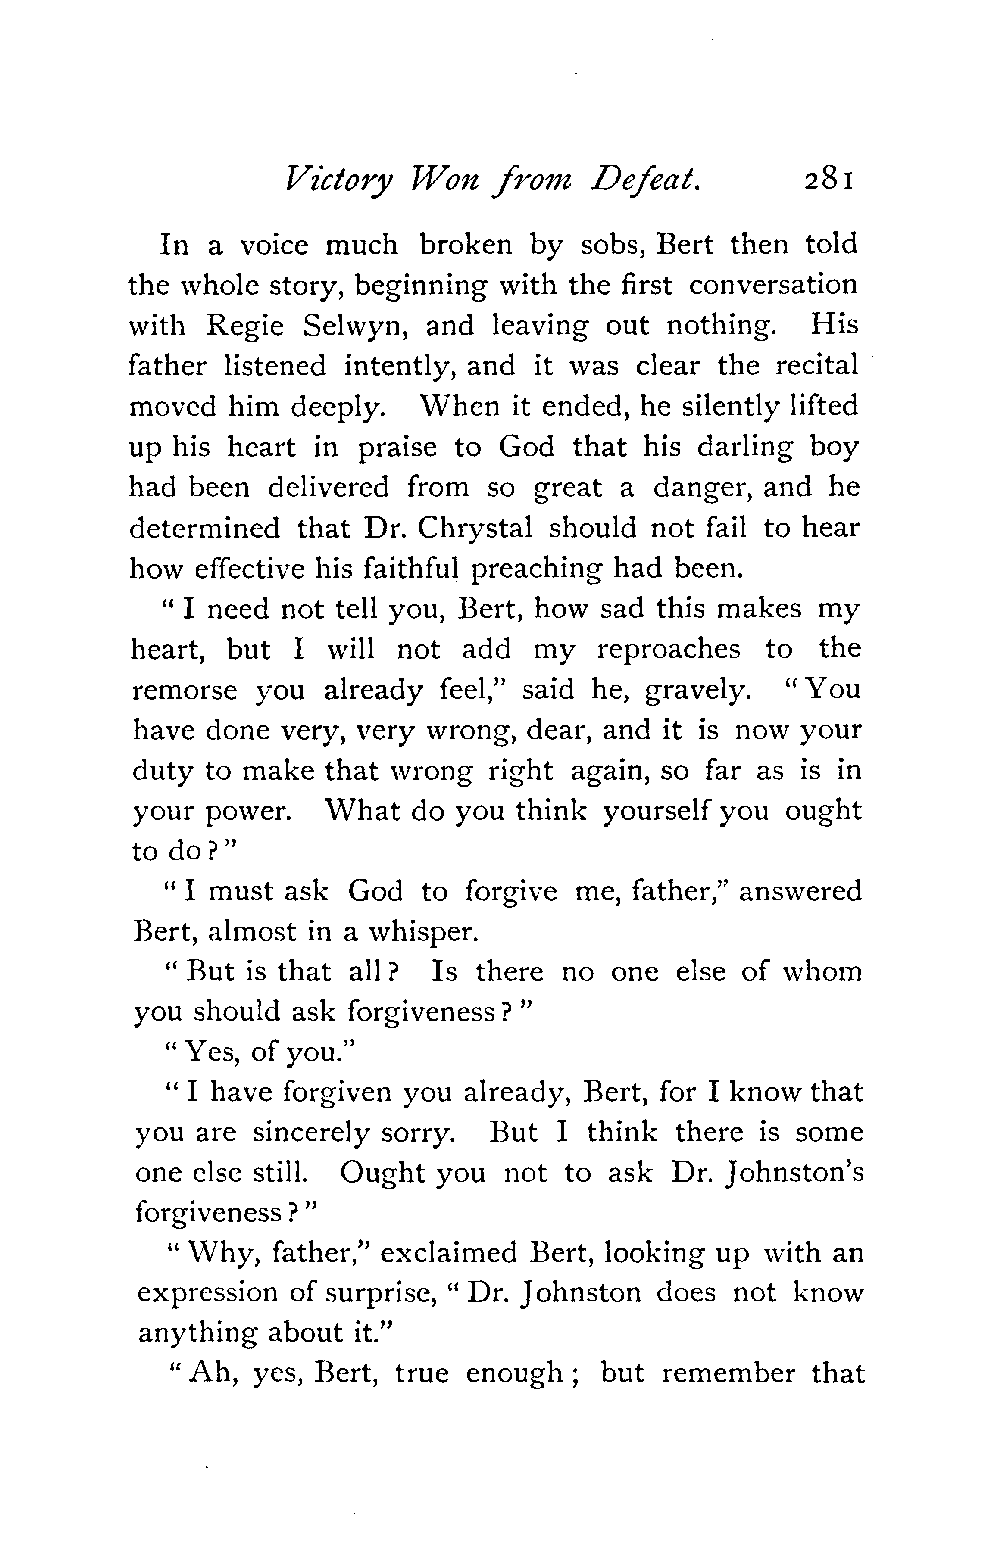 Victory Won from Defeat. 281
In a voice much broken by sobs, Bert then told
the whole story, beginning with the first conversation
with Regie Selwyn, and leaving out nothing. His
father listened intently, and it was clear the recital
moved him deeply. When it ended, he silently lifted
up his heart in praise to God that his darling boy
had been delivered from so great a danger, and he
determined that Dr. Chrystal should not fail to hear
how effective his faithful preaching had been.
"I need not tell you, Bert, how sad this makes my
heart, but I will not add my reproaches to the
remorse you already feel," said he, gravely. "You
have done very, very wrong, dear, and it is now your
duty to make that wrong right again, so far as is in
your power. What do you think yourself you ought
to do?"
"I must ask God to forgive me, father," answered
Bert, almost in a whisper.
"But is that all? Is there no one else of whom
you should ask forgiveness?"
"Yes, of you."
"I have forgiven you already, Bert, for I know that
you are sincerely sorry. But I think there is some
one else still. Ought you not to ask Dr. Johnston's
forgiveness?"
"Why, father," exclaimed Bert, looking up with an
expression of surprise, "Dr. Johnston does not know
anything about it."
"Ah, yes, Bert, true enough; but remember that